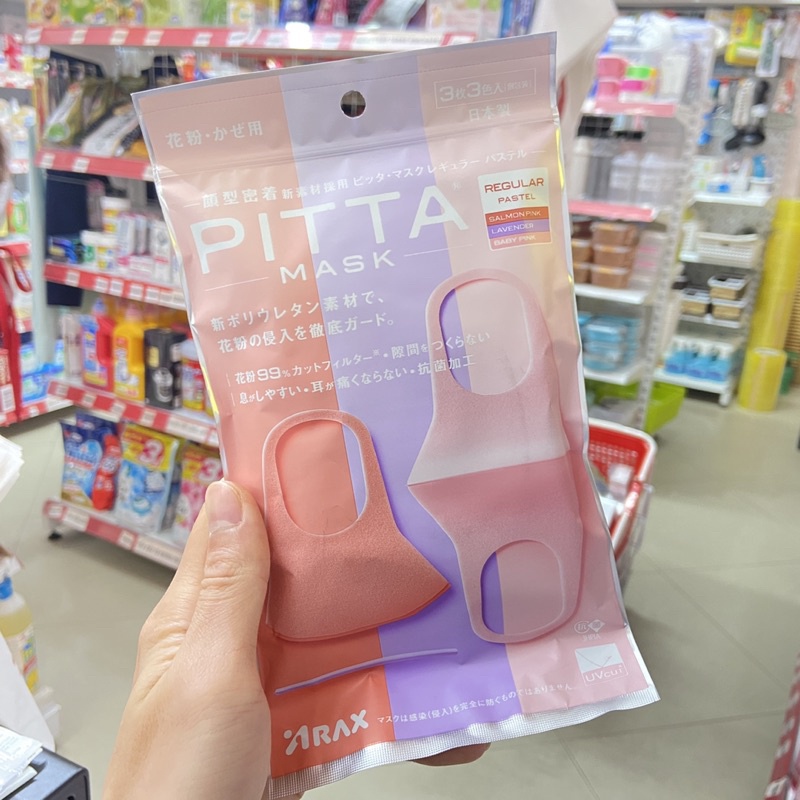 3枚3色入
日本製
花粉・かぜ用
顔型密着 新素材採用 ピッタ・マスク レギュラー パステル
PITTA®
MASK
REGULAR
PASTEL
SALMON PINK
LAVENDER
BABY PINK
新ポリウレタン素材で、
花粉の侵入を徹底ガード。
花粉99%カットフィルター※・隙間をつくらない
息がしやすい・耳が痛くならない・抗菌加工
JHPIA
UVcut
ARAX
マスクは感染(侵入)を完全に防ぐものではありません。